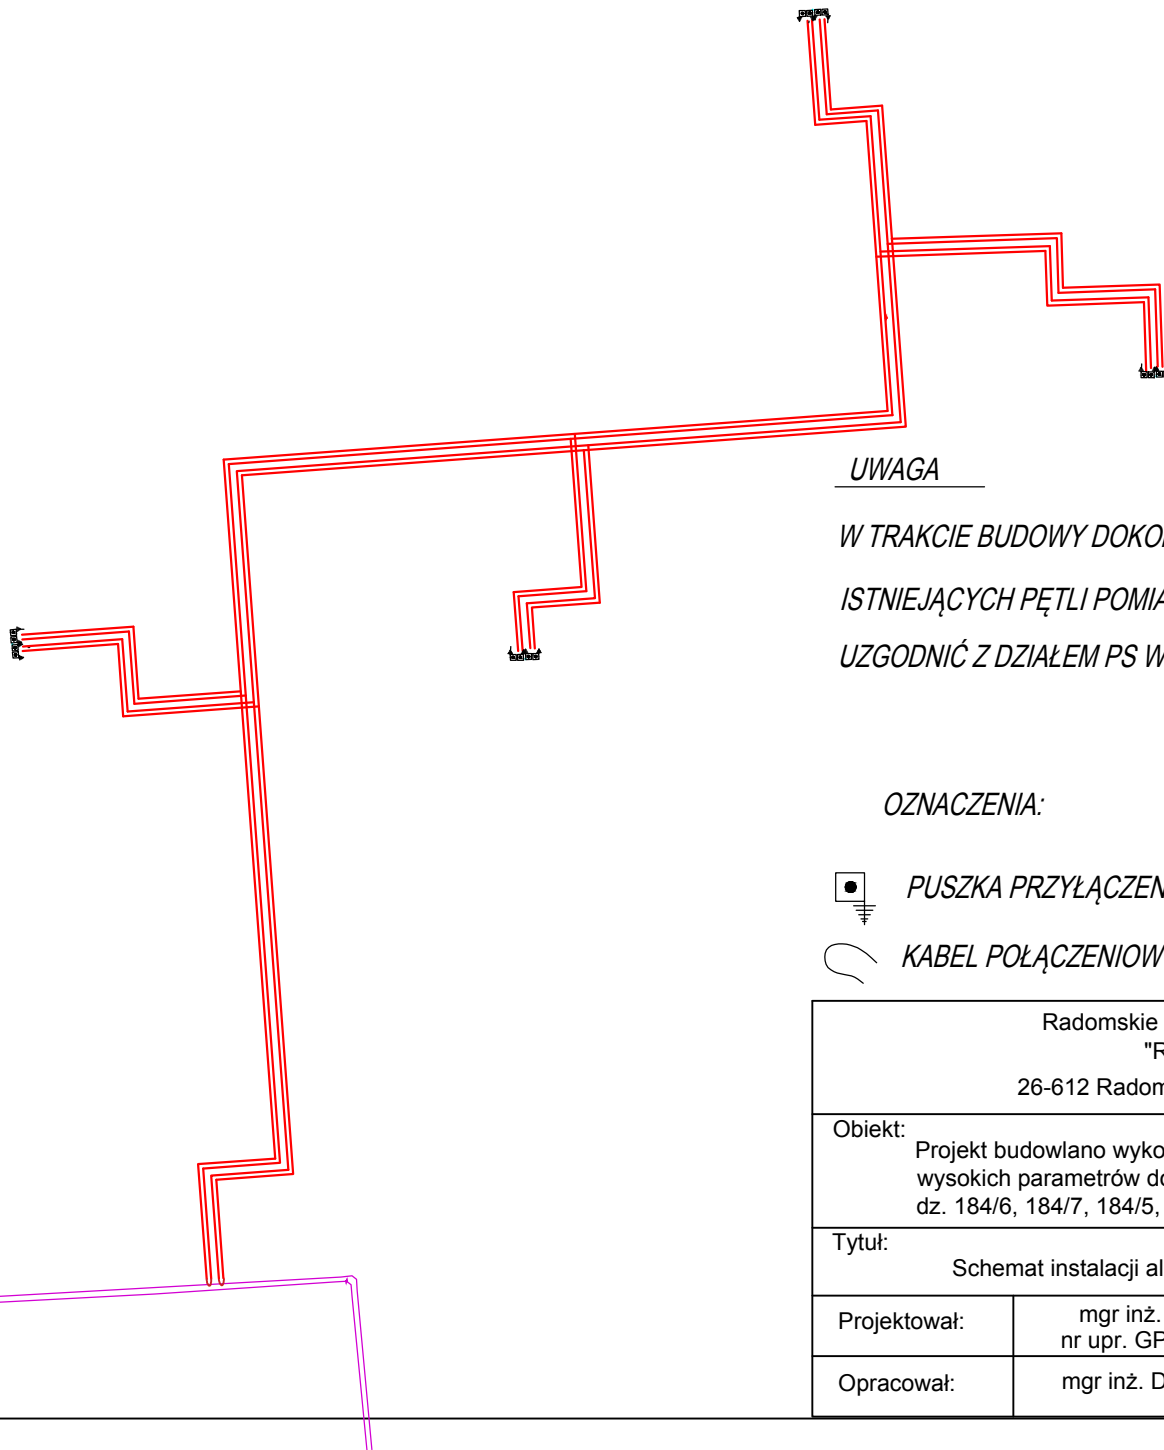 UWAGA
W TRAKCIE BUDOWY DOKO
ISTNIEJĄCYCH PĘTLI POMIA
UZGODNIĆ Z DZIAŁEM PS W
OZNACZENIA:
PUSZKA PRZYŁĄCZEN
KABEL POŁĄCZENIOW
Radomskie
"R
26-612 Radom
Obiekt:
Projekt budowlano wyko
wysokich parametrów do
dz. 184/6, 184/7, 184/5,
Tytuł:
Schemat instalacji al
Projektował:
mgr inż.
nr upr. GP
Opracował:
mgr inż. D